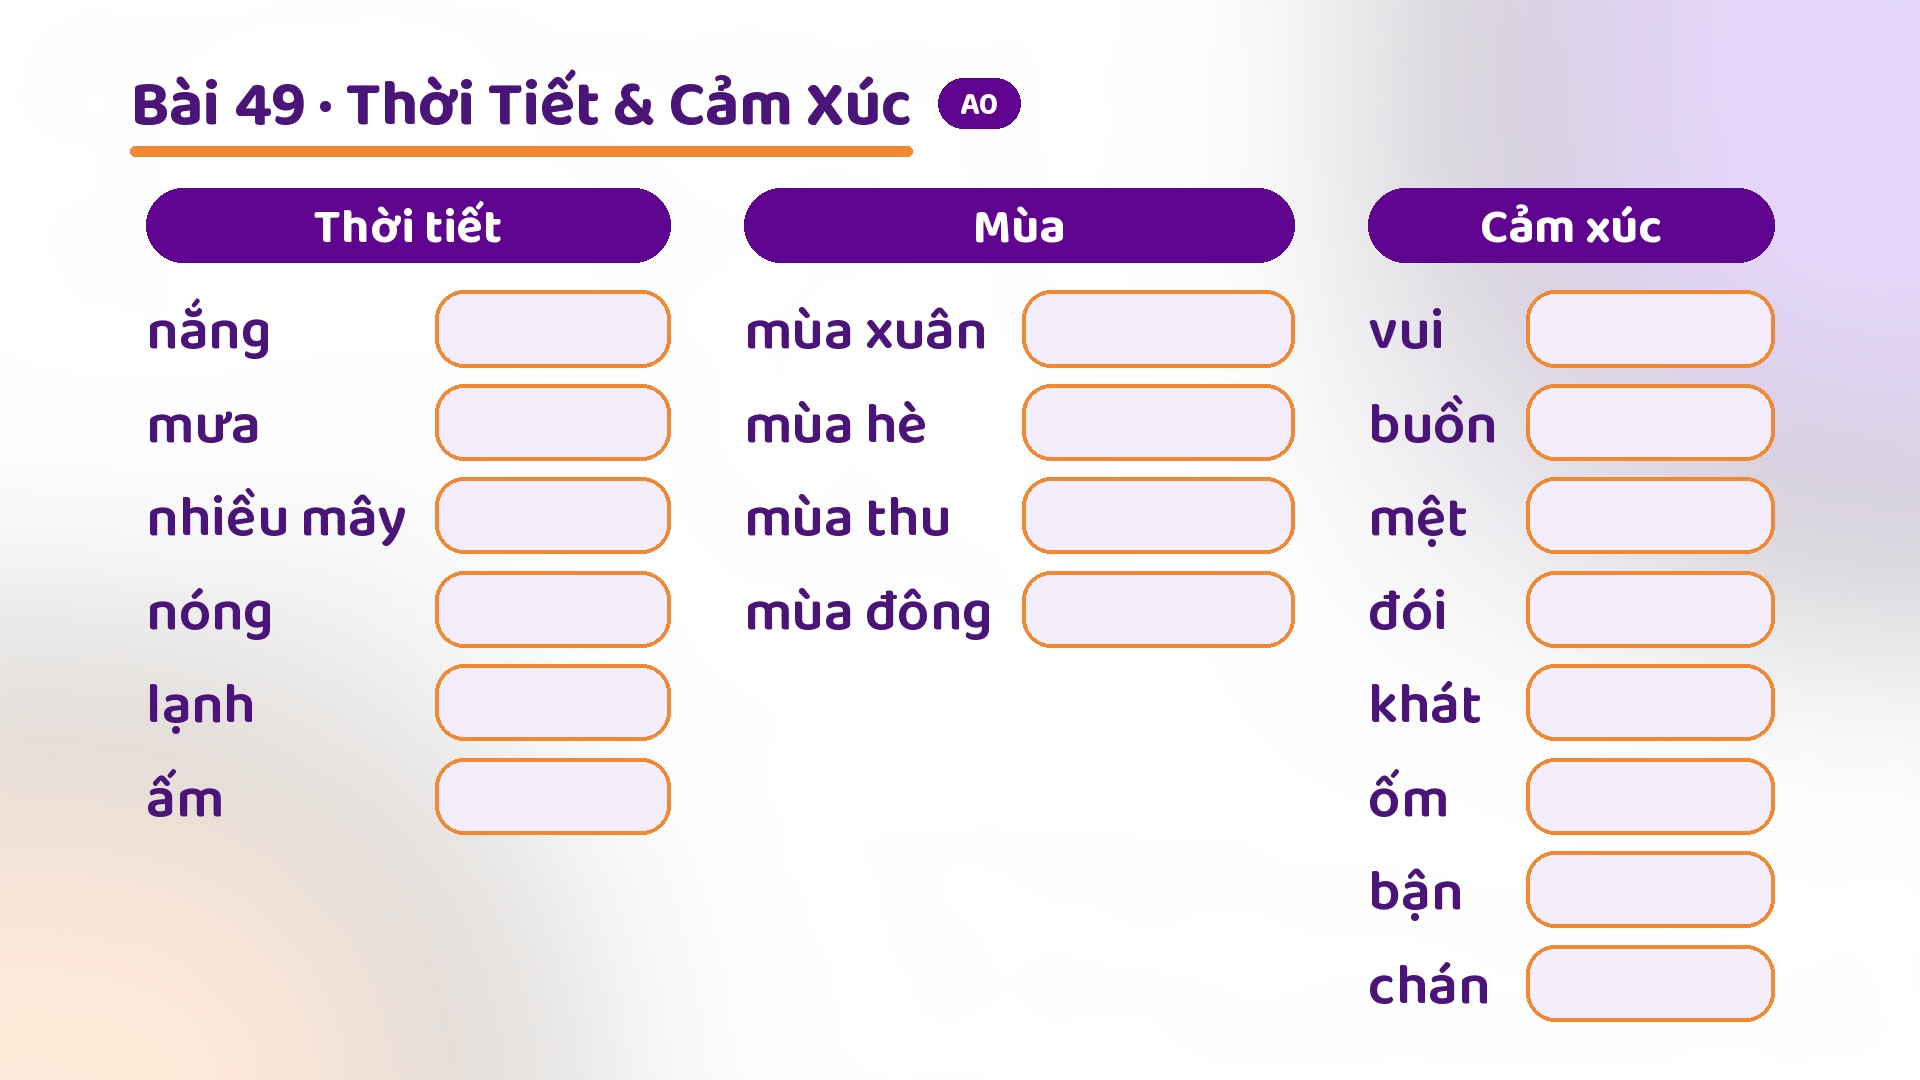 Bài 49 · Thời Tiết & Cảm Xúc A0
Thời tiết
nắng
mưa
nhiều mây
nóng
lạnh
ấm
Mùa
mùa xuân
mùa hè
mùa thu
mùa đông
Cảm xúc
vui
buồn
mệt
đói
khát
ốm
bận
chán